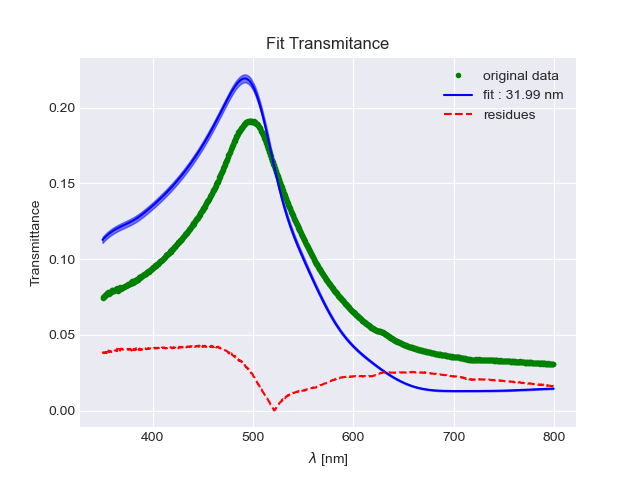 Fit Transmitance
original data
fit : 31.99 nm
residues
Transmittance
0.20
0.15
0.10
0.05
0.00
400
500
600
700
800
λ [nm]